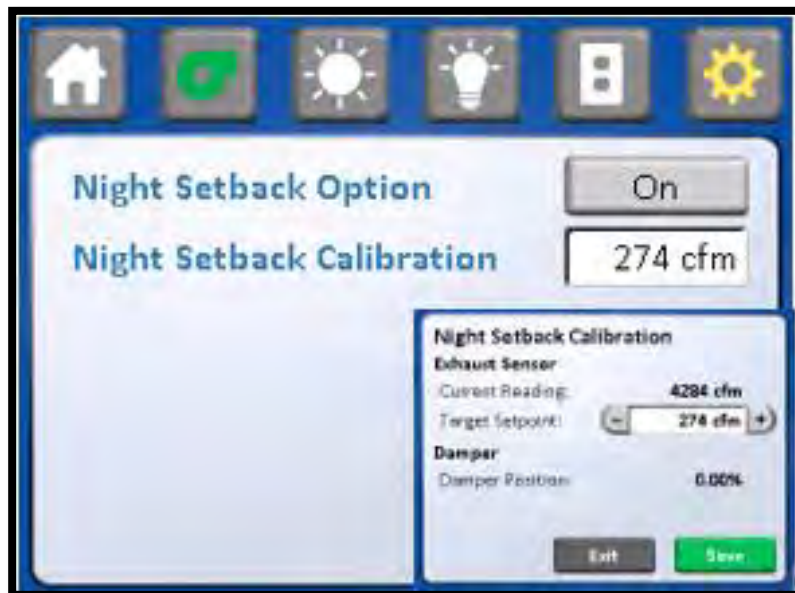 Night Setback Option On
Night Setback Calibration 274 cfm
Night Setback Calibration
Exhaust Sensor
Current Reading: 4284 cfm
Target Setpoint: - 274 cfm +
Damper
Damper Position: 0.00%
Exit Save